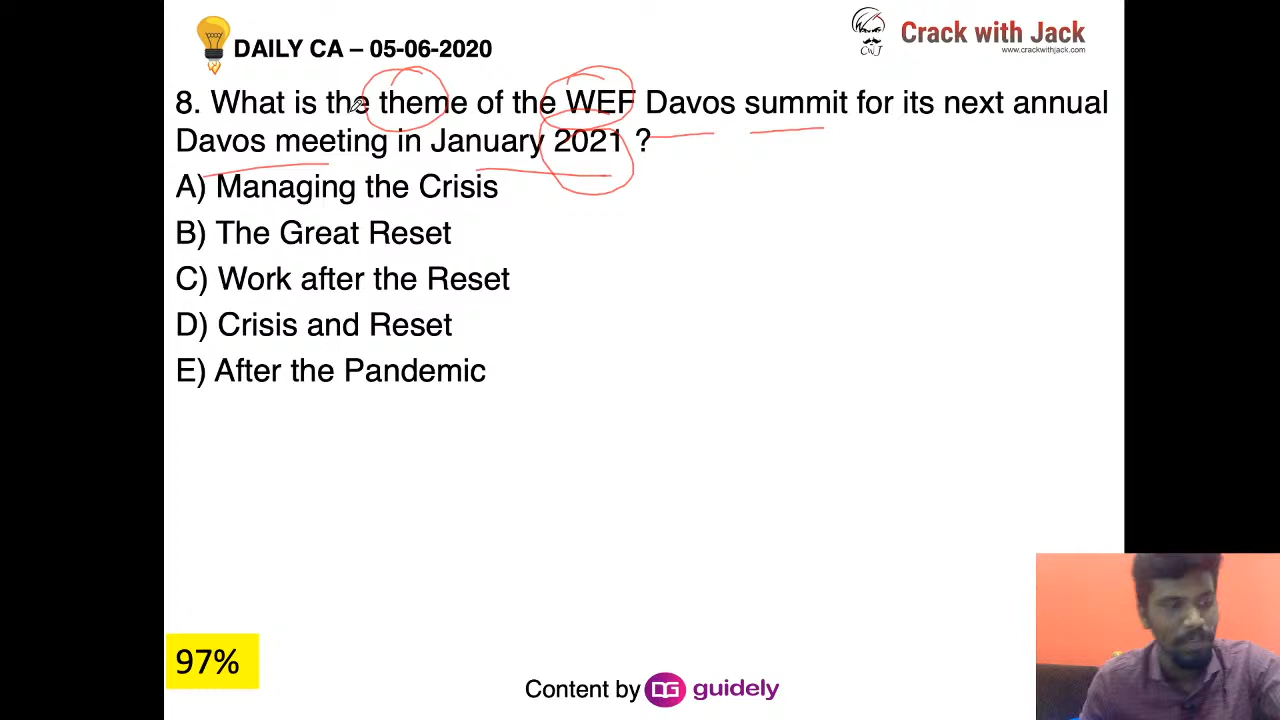 DAILY CA – 05-06-2020
Crack with Jack
www.crackwithjack.com
CWJ
8. What is the theme of the WEF Davos summit for its next annual
Davos meeting in January 2021 ?
A) Managing the Crisis
B) The Great Reset
C) Work after the Reset
D) Crisis and Reset
E) After the Pandemic
97%
Content by DG guidely